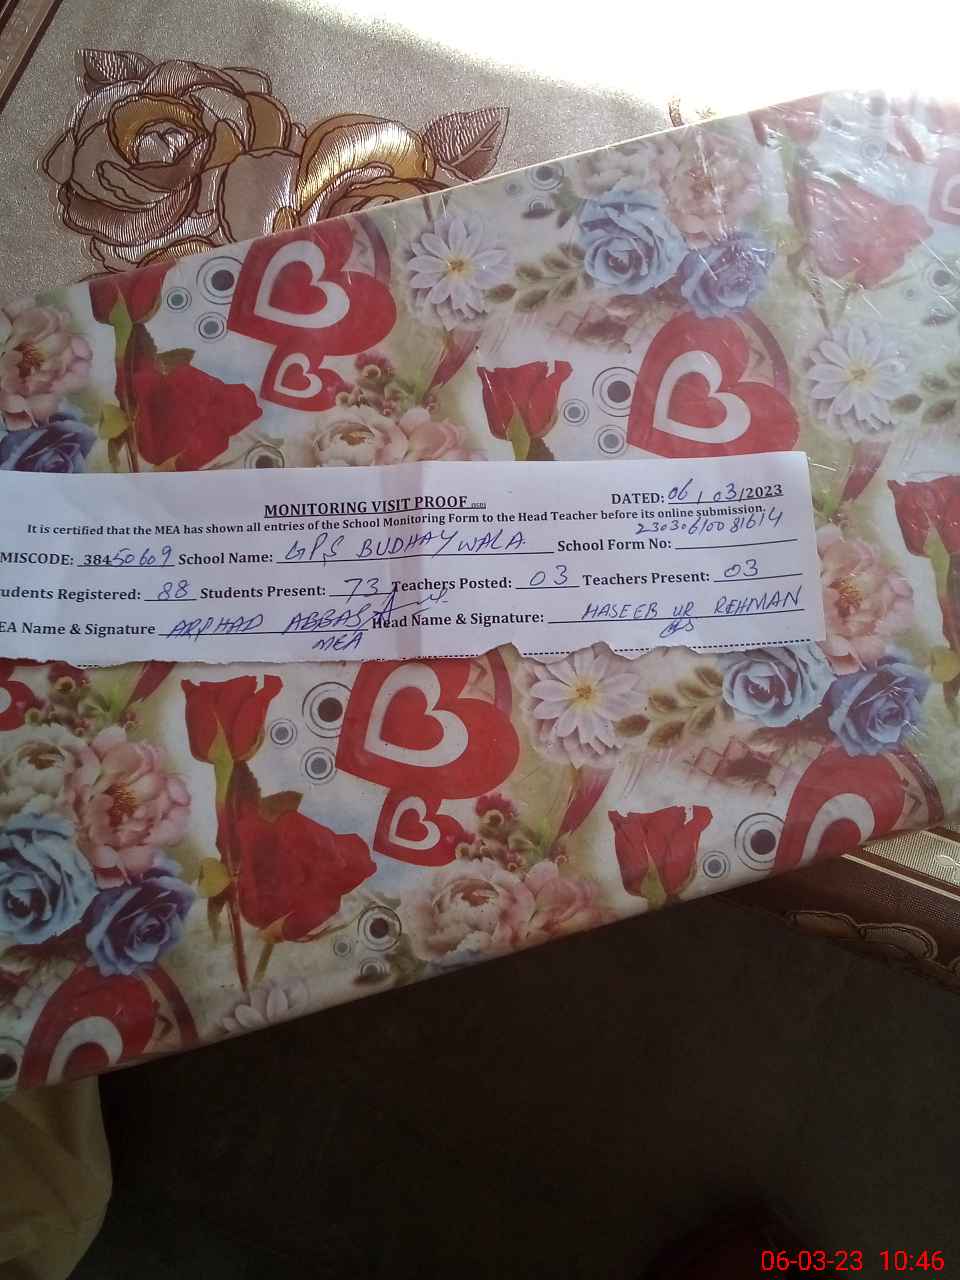 MONITORING VISIT PROOF
DATED: 06 / 03/2023
It is certified that the MEA has shown all entries of the School Monitoring Form to the Head Teacher before its online submission.
MISCODE: 38450609 School Name: GPS BUDHAY WALA School Form No: 23030610081614
udents Registered: 88 Students Present: 73 Teachers Posted: 03 Teachers Present: 03
EA Name & Signature ARSHAD ABBAS Head Name & Signature: HASEEB UR REHMAN
MEA
06-03-23 10:46